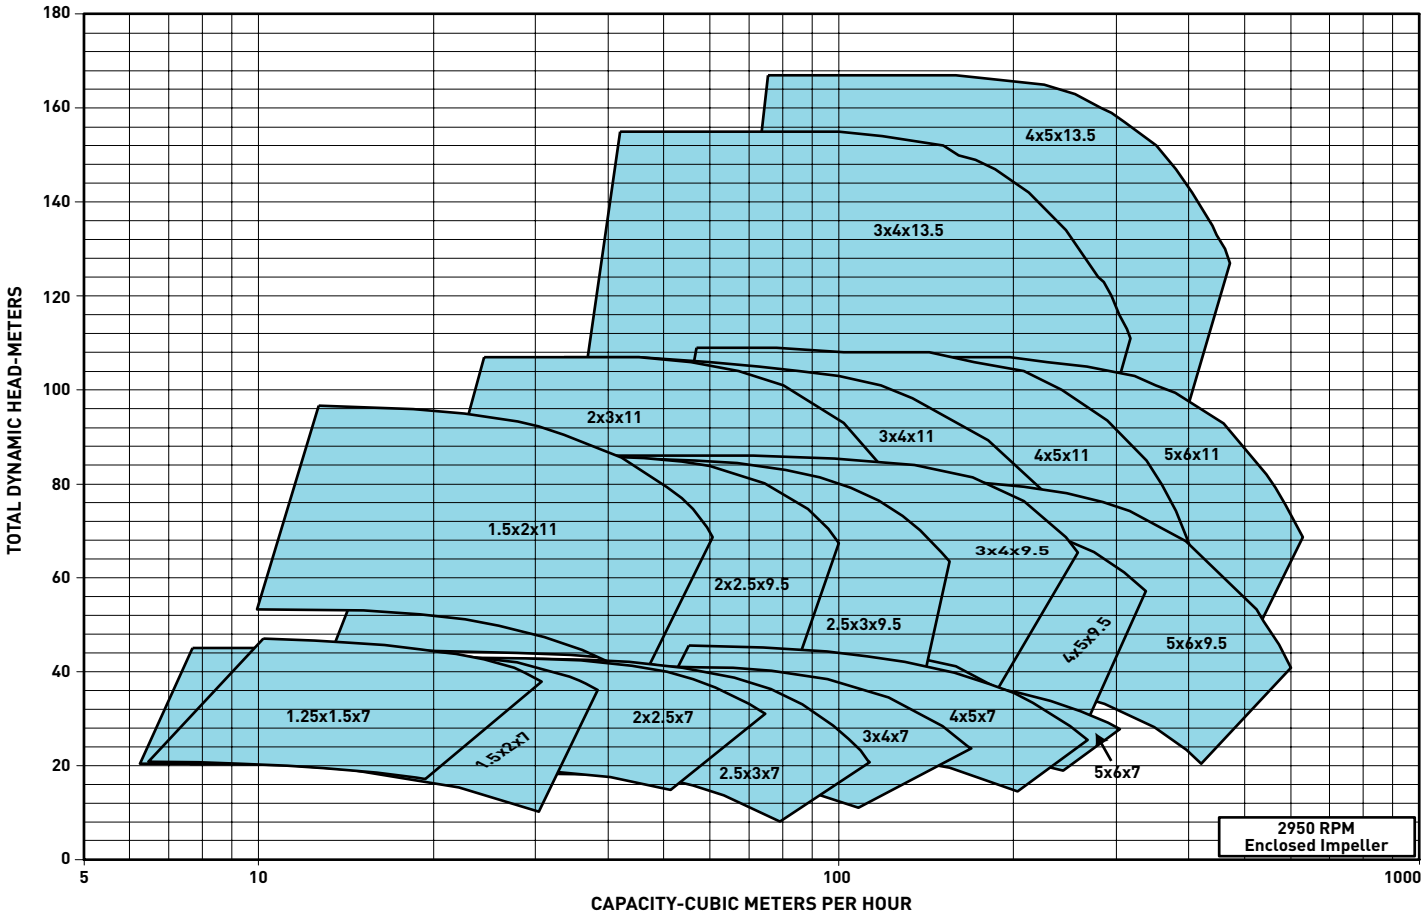 180
160
140
120
100
80
60
40
20
0
TOTAL DYNAMIC HEAD-METERS
4x5x13.5
3x4x13.5
2x3x11
3x4x11
4x5x11
5x6x11
1.5x2x11
3x4x9.5
2x2.5x9.5
2.5x3x9.5
4x5x9.5
5x6x9.5
1.25x1.5x7
2x2.5x7
4x5x7
3x4x7
1.5x2x7
2.5x3x7
5x6x7
2950 RPM
Enclosed Impeller
5
10
100
1000
CAPACITY-CUBIC METERS PER HOUR